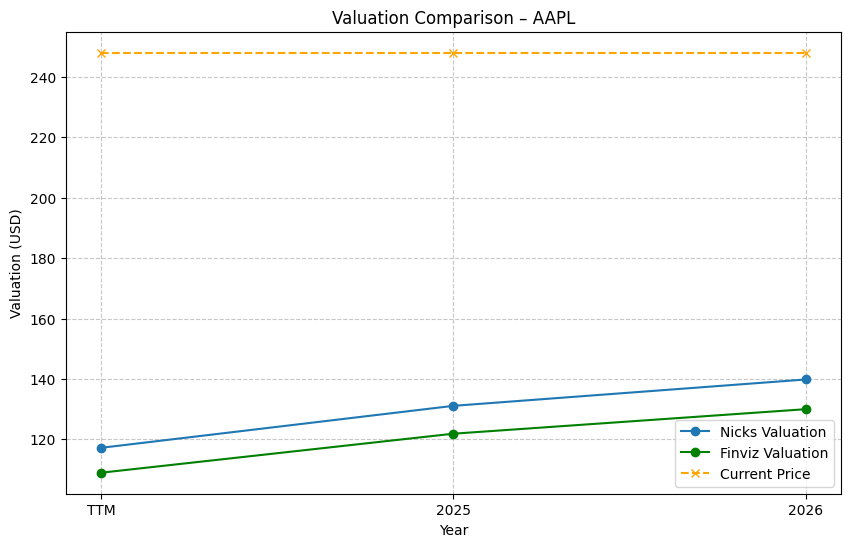 Valuation Comparison – AAPL
Valuation (USD)
240
220
200
180
160
140
120
TTM
2025
2026
Year
Nicks Valuation
Finviz Valuation
Current Price